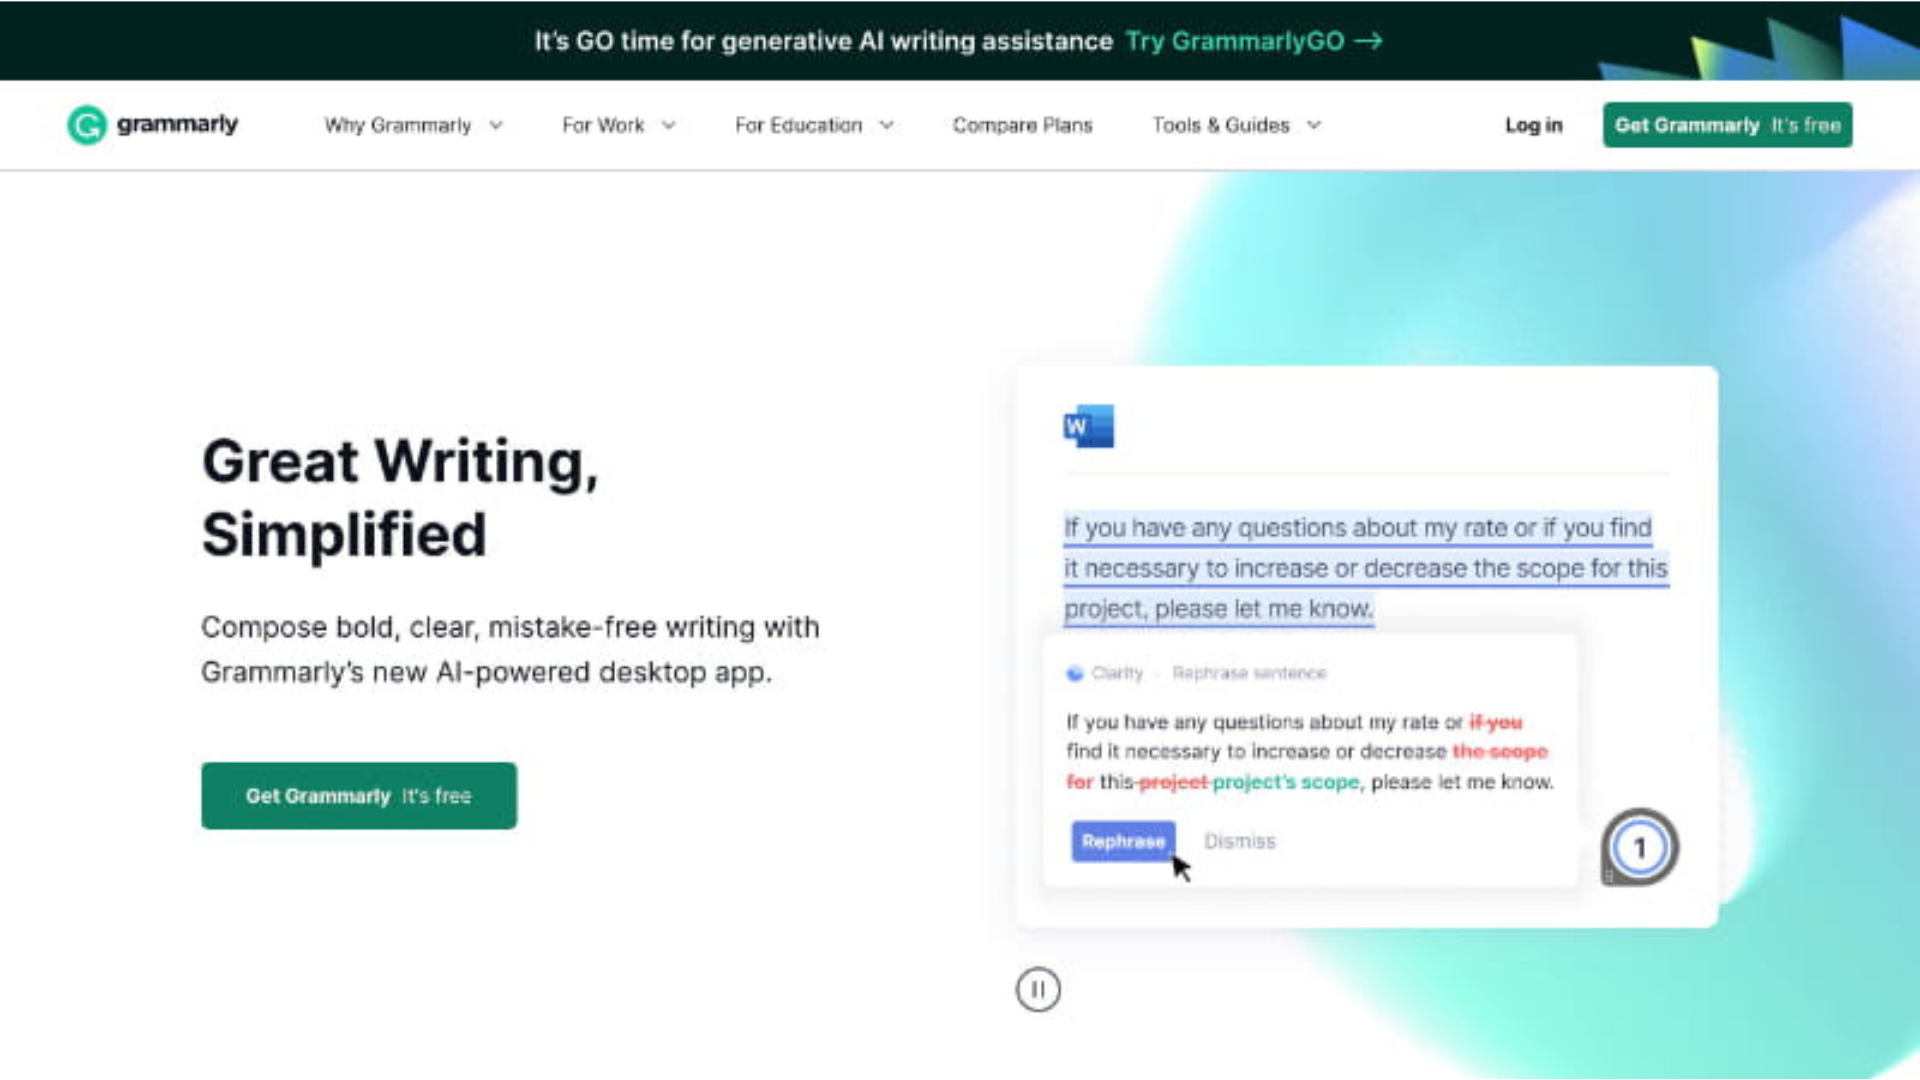 It's GO time for generative AI writing assistance Try GrammarlyGO →
grammarly Why Grammarly For Work For Education Compare Plans Tools & Guides Log in Get Grammarly It's free
Great Writing,
Simplified
Compose bold, clear, mistake-free writing with
Grammarly's new AI-powered desktop app.
Get Grammarly It's free
W
If you have any questions about my rate or if you find
it necessary to increase or decrease the scope for this
project, please let me know.
Clarity · Rephrase sentence
If you have any questions about my rate or if you
find it necessary to increase or decrease the scope
for this project project's scope, please let me know.
Rephrase Dismiss
1